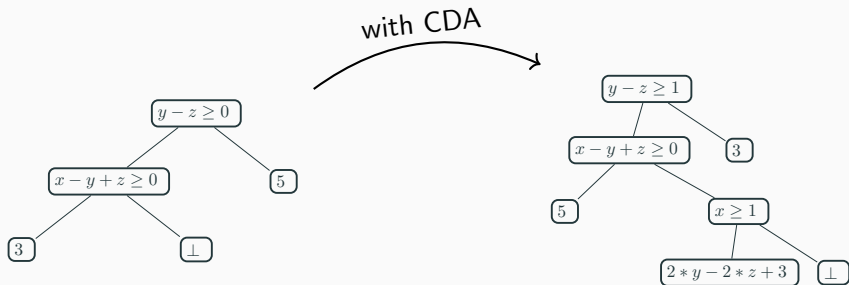 with CDA
y − z ≥ 0
x − y + z ≥ 0
5
3
⊥
y − z ≥ 1
x − y + z ≥ 0
3
5
x ≥ 1
2 ∗ y − 2 ∗ z + 3
⊥